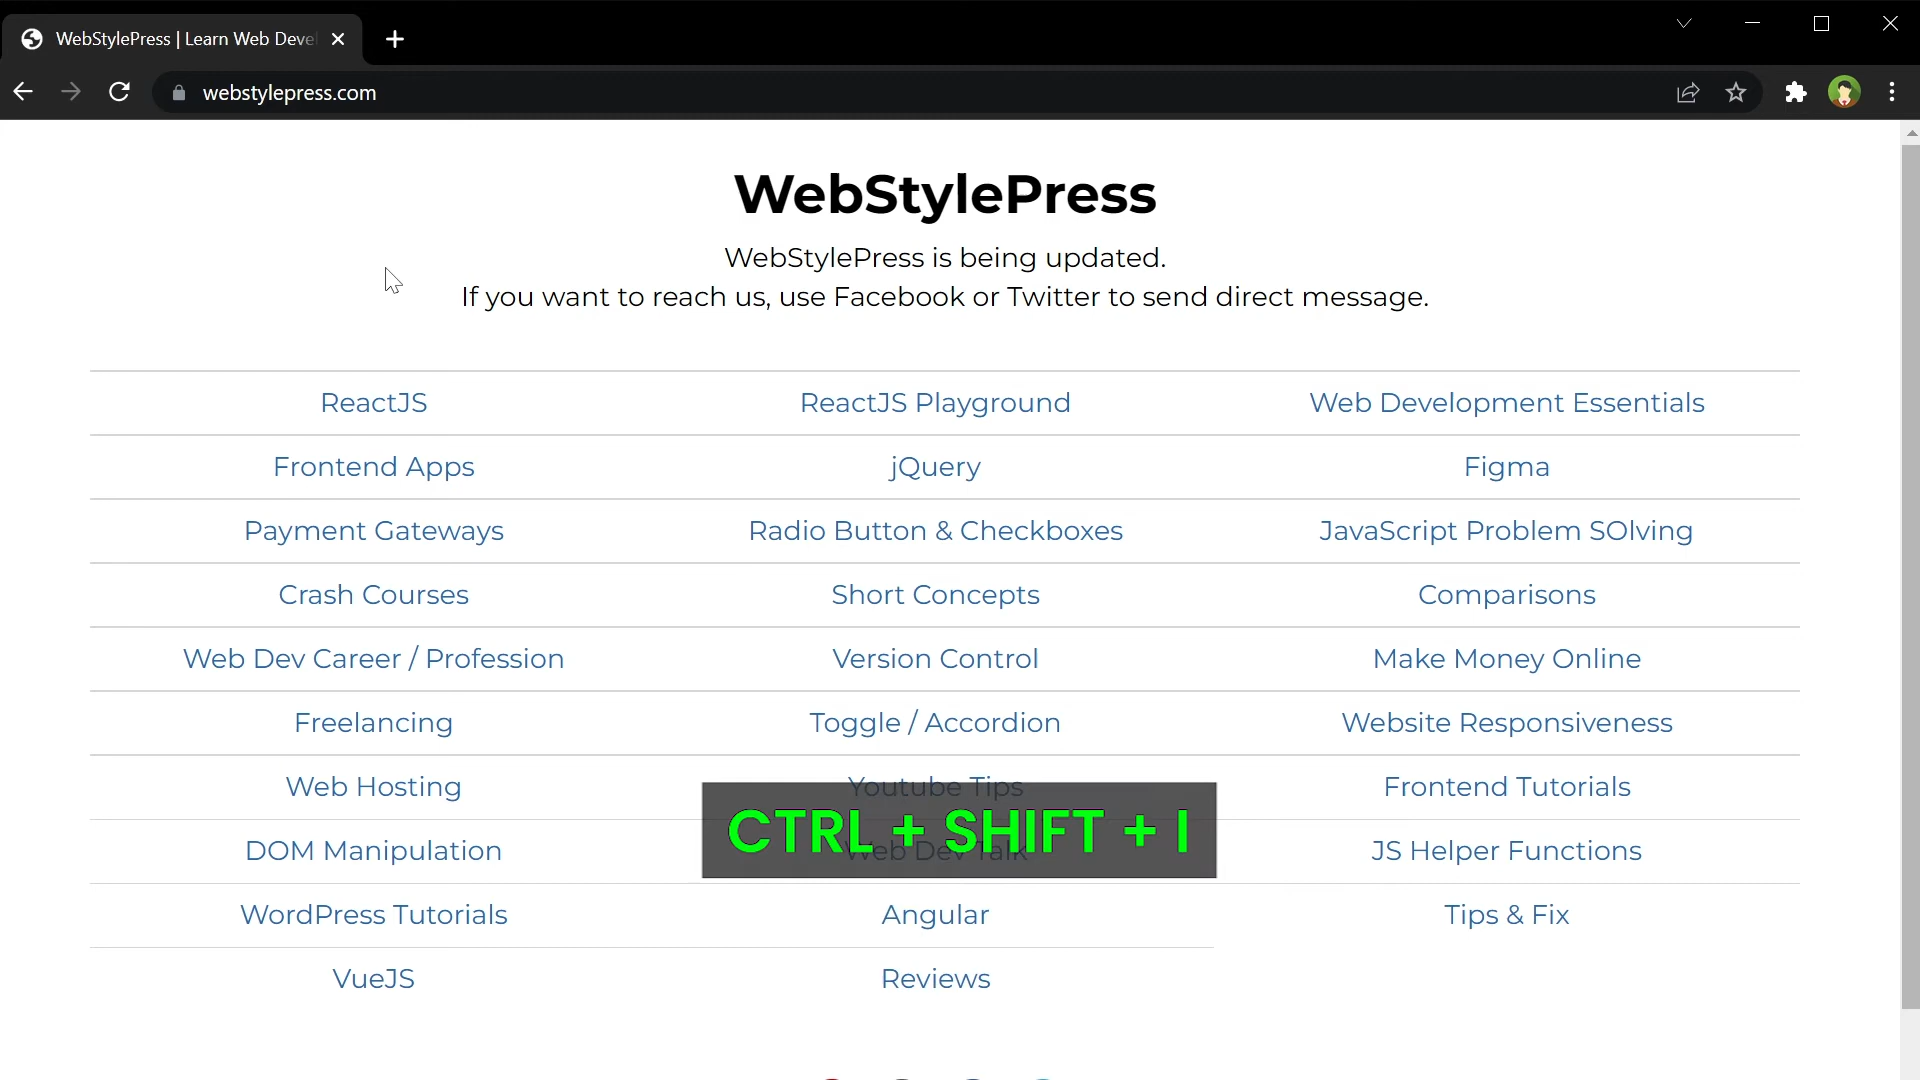 WebStylePress | Learn Web Deve
webstylepress.com
WebStylePress
WebStylePress is being updated.
If you want to reach us, use Facebook or Twitter to send direct message.
ReactJS ReactJS Playground Web Development Essentials
Frontend Apps jQuery Figma
Payment Gateways Radio Button & Checkboxes JavaScript Problem SOlving
Crash Courses Short Concepts Comparisons
Web Dev Career / Profession Version Control Make Money Online
Freelancing Toggle / Accordion Website Responsiveness
Web Hosting Youtube Tips Frontend Tutorials
CTRL + SHIFT + I
DOM Manipulation Web Dev Talk JS Helper Functions
WordPress Tutorials Angular Tips & Fix
VueJS Reviews